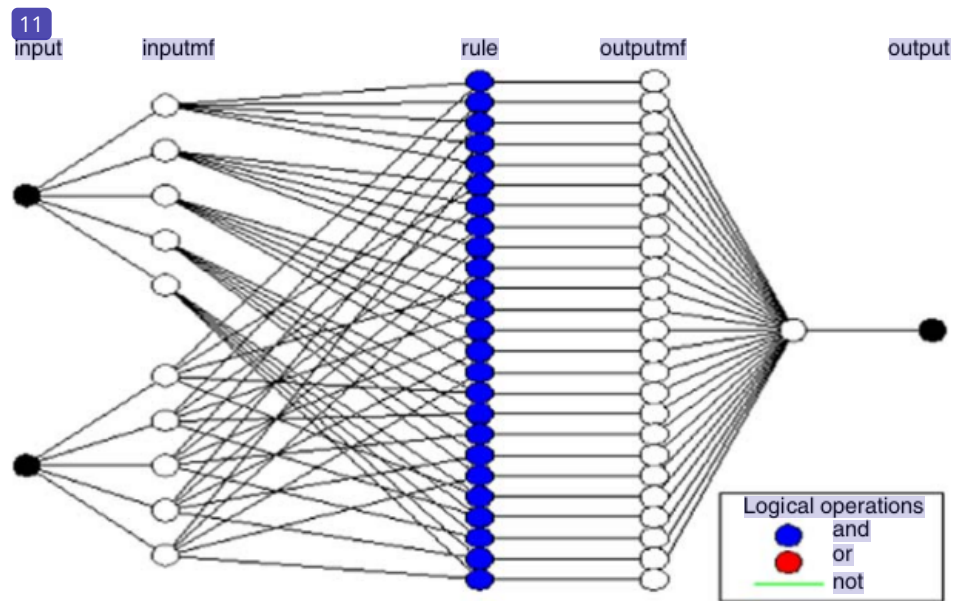 11
input inputmf rule outputmf output
Logical operations
and
or
not